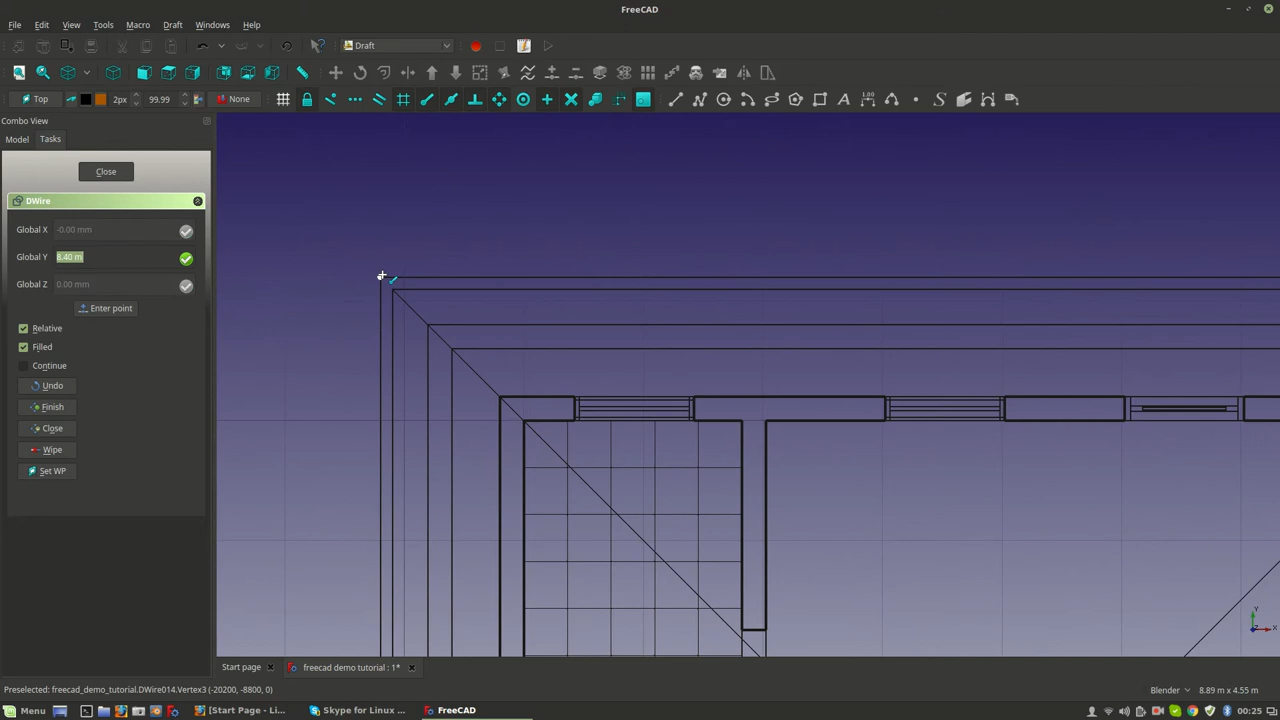 FreeCAD
File Edit View Tools Macro Draft Windows Help
Draft
Top 2px 99.99 None A 1.00 S
Combo View
Model Tasks
Close
DWire
Global X -0.00 mm
Global Y 8.40 m
Global Z 0.00 mm
Enter point
Relative
Filled
Continue
Undo
Finish
Close
Wipe
Set WP
Y
Z X
Start page freecad demo tutorial : 1*
Preselected: freecad_demo_tutorial.DWire014.Vertex3 (-20200, -8800, 0) Blender 8.89 m x 4.55 m
Menu [Start Page - Li... Skype for Linux ... FreeCAD 00:25